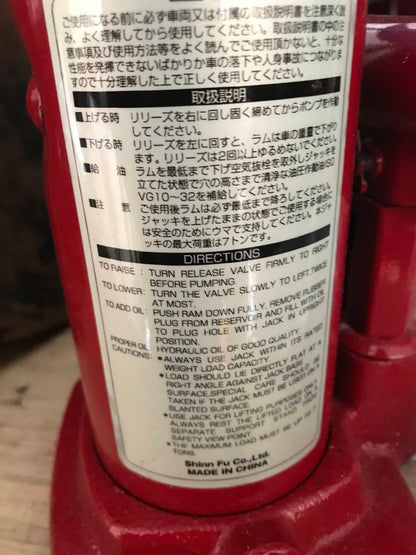 ご使用になる前に必ず車両又は付属の取扱説明書を注意深く読
み、よく理解してから使用してください。取扱説明書の中の注
意事項及び使用方法等をよく読んでご使用頂かないと、十分な
性能を発揮できないばかりか車の落下や人身事故につながりま
すので十分理解した上で正しく使用してください。
取扱説明
■上げる時 リリーズを右に回し固く締めてからポンプを作動
してください。
■下げる時 リリーズを左に回すと、ラムは車の重量で下がり
ます。リリーズは2回以上ゆるめないでください。
■給　油 ラムを最低まで下げ空気抜栓を取外しジャッキを
立てた状態で穴の高さまで清浄な油圧作動油ISO
VG10〜32を補給してください。
■注　意 ご使用後ラムは必ず最低まで降ろしてください。
ジャッキを上げたままの状態でご使用する場合に
は安全のためにウマで支持してください。本ジャ
ッキの最大荷重は7トンです。
DIRECTIONS
TO RAISE : TURN RELEASE VALVE FIRMLY TO RIGHT
BEFORE PUMPING.
TO LOWER: TURN THE VALVE SLOWLY TO LEFT,TWICE
AT MOST.
TO ADD OIL: PUSH RAM DOWN FULLY, REMOVE RUBBER
PLUG FROM RESERVOIR AND FILL WITH OIL
TO PLUG HOLE WITH JACK IN UPRIGHT
POSITION.
PROPER OIL: HYDRAULIC OIL OF GOOD QUALITY.
CAUTIONS: •ALWAYS USE JACK WITHIN ITS RATED
WEIGHT LOAD CAPACITY.
•LOAD SHOULD LIE DIRECTLY FLAT AT A
RIGHT ANGLE AGAINST JACK BASE
SURFACE,SPECIAL CARE SHOULD BE
TAKEN IF THE JACK MUST BE USED ON A
SLANTED SURFACE.
•USE JACK FOR LIFTING PURPOSES ONLY,
ALWAYS REST THE LIFTED LOAD ON
SEPARATE SUPPORT STAND FROM
SAFETY VIEW POINT.
•THE MAXIMUM LOAD MUST BE UP TO 7
TONS.
Shinn Fu Co.,Ltd.
MADE IN CHINA